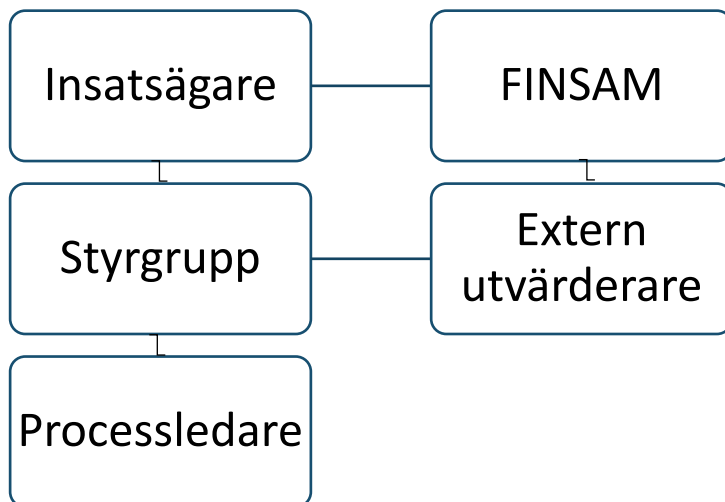 Insatsägare
FINSAM
Styrgrupp
Extern
utvärderare
Processledare